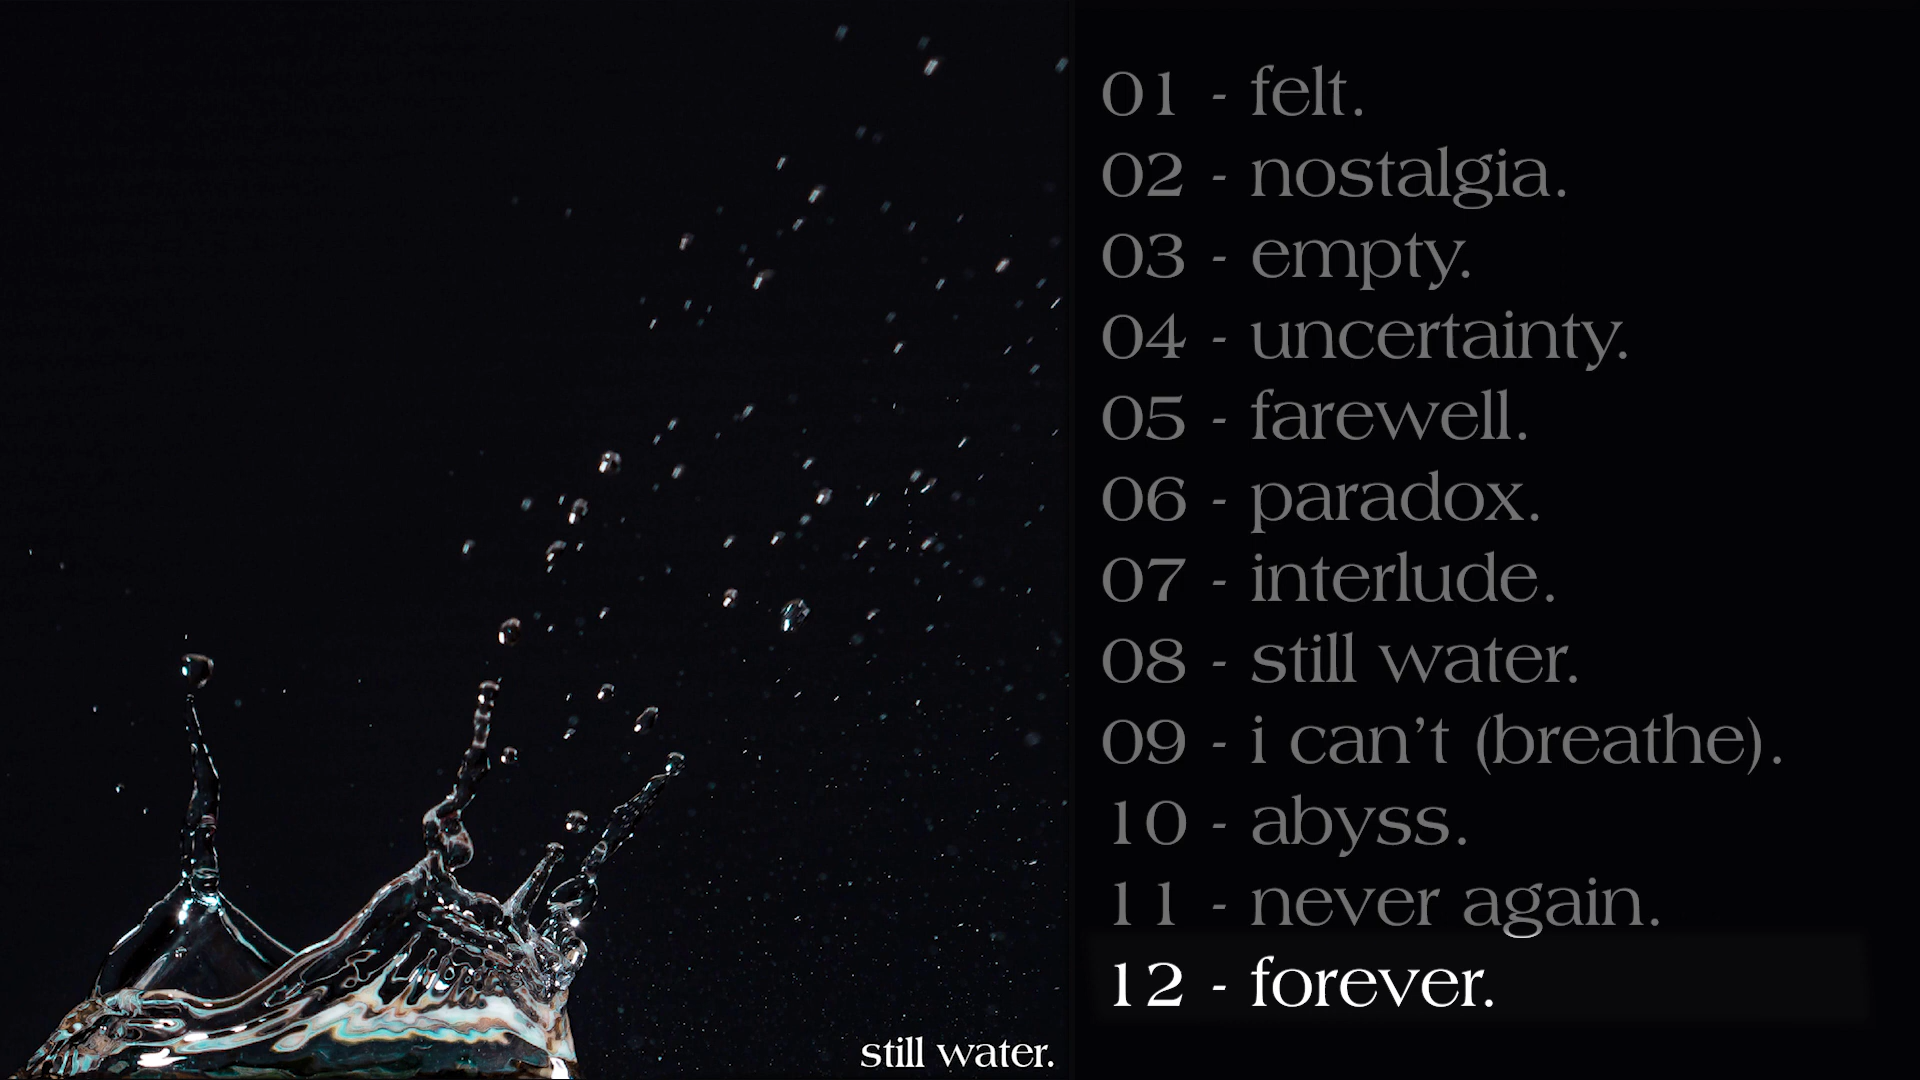 01 - felt.
02 - nostalgia.
03 - empty.
04 - uncertainty.
05 - farewell.
06 - paradox.
07 - interlude.
08 - still water.
09 - i can’t (breathe).
10 - abyss.
11 - never again.
12 - forever.
still water.